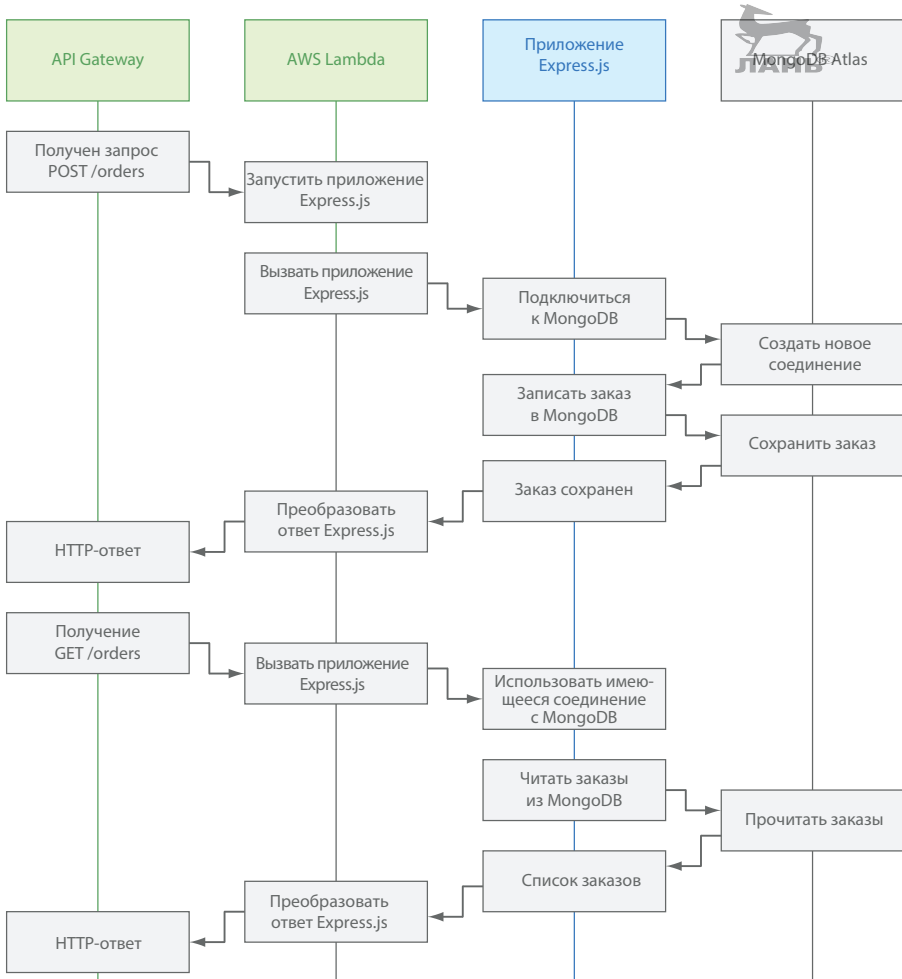 API Gateway
AWS Lambda
Приложение
Express.js
MongoDB Atlas
ЛАНЬ®
Получен запрос
POST /orders
Запустить приложение
Express.js
Вызвать приложение
Express.js
Подключиться
к MongoDB
Создать новое
соединение
Записать заказ
в MongoDB
Сохранить заказ
Заказ сохранен
Преобразовать
ответ Express.js
HTTP-ответ
Получение
GET /orders
Вызвать приложение
Express.js
Использовать имею-
щееся соединение
с MongoDB
Читать заказы
из MongoDB
Прочитать заказы
Список заказов
Преобразовать
ответ Express.js
HTTP-ответ